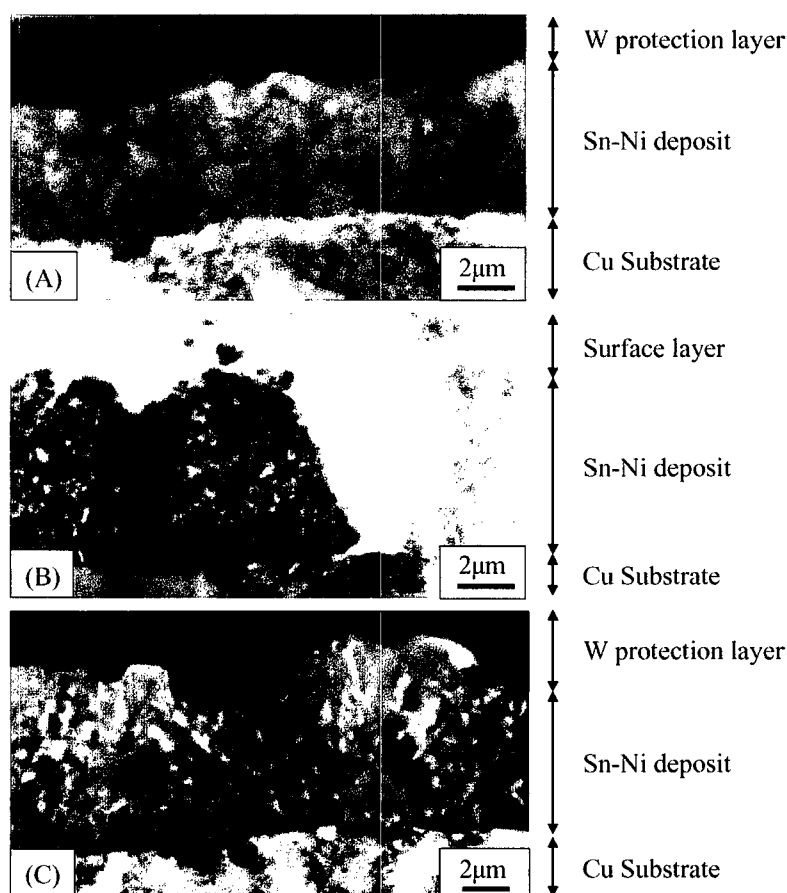 W protection layer
Sn-Ni deposit
Cu Substrate
(A)
2μm
Surface layer
Sn-Ni deposit
Cu Substrate
(B)
2μm
W protection layer
Sn-Ni deposit
Cu Substrate
(C)
2μm